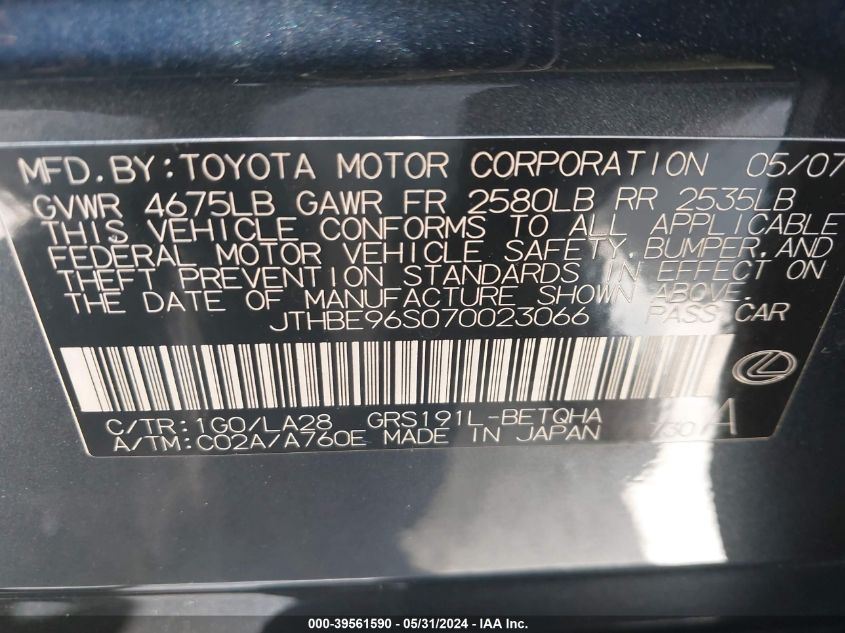 MFD.BY:TOYOTA MOTOR CORPORATION 05/07
GVWR 4675LB GAWR FR 2580LB RR 2535LB
THIS VEHICLE CONFORMS TO ALL APPLICABLE
FEDERAL MOTOR VEHICLE SAFETY,BUMPER,AND
THEFT PREVENTION STANDARDS IN EFFECT ON
THE DATE OF MANUFACTURE SHOWN ABOVE.
JTHBE96S070023066 PASS CAR
C/TR:1G0/LA28 GRS191L-BETQHA
A/TM:C02A/A760E MADE IN JAPAN A
000-39561590 - 05/31/2024 - IAA Inc.